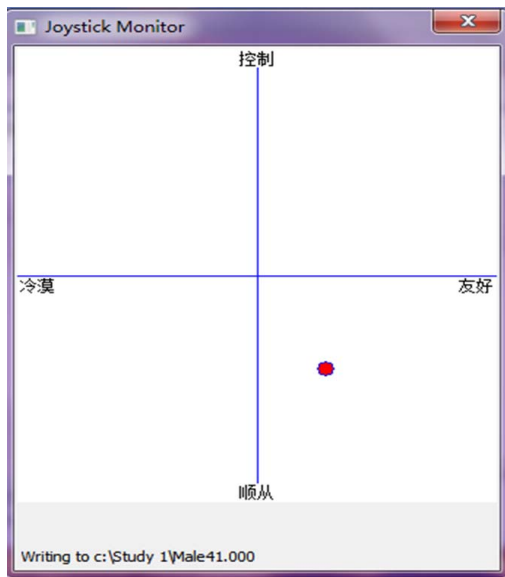 Joystick Monitor
控制
冷漠
友好
顺从
Writing to c:\Study 1\Male41.000